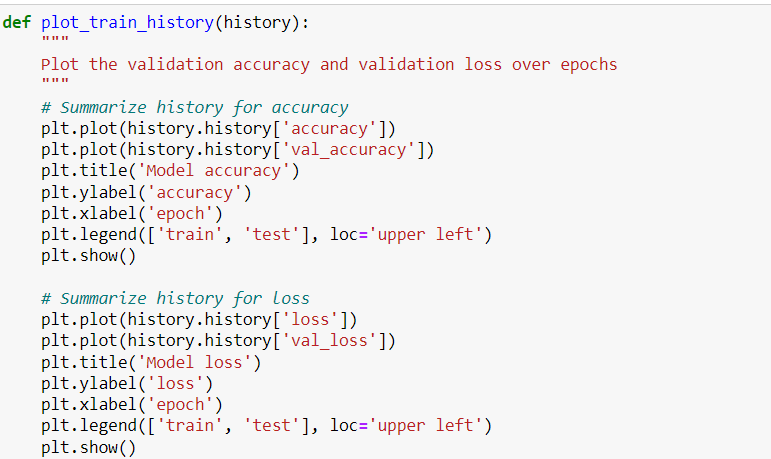 def plot_train_history(history):
    """
    Plot the validation accuracy and validation loss over epochs
    """
    # Summarize history for accuracy
    plt.plot(history.history['accuracy'])
    plt.plot(history.history['val_accuracy'])
    plt.title('Model accuracy')
    plt.ylabel('accuracy')
    plt.xlabel('epoch')
    plt.legend(['train', 'test'], loc='upper left')
    plt.show()

    # Summarize history for loss
    plt.plot(history.history['loss'])
    plt.plot(history.history['val_loss'])
    plt.title('Model loss')
    plt.ylabel('loss')
    plt.xlabel('epoch')
    plt.legend(['train', 'test'], loc='upper left')
    plt.show()